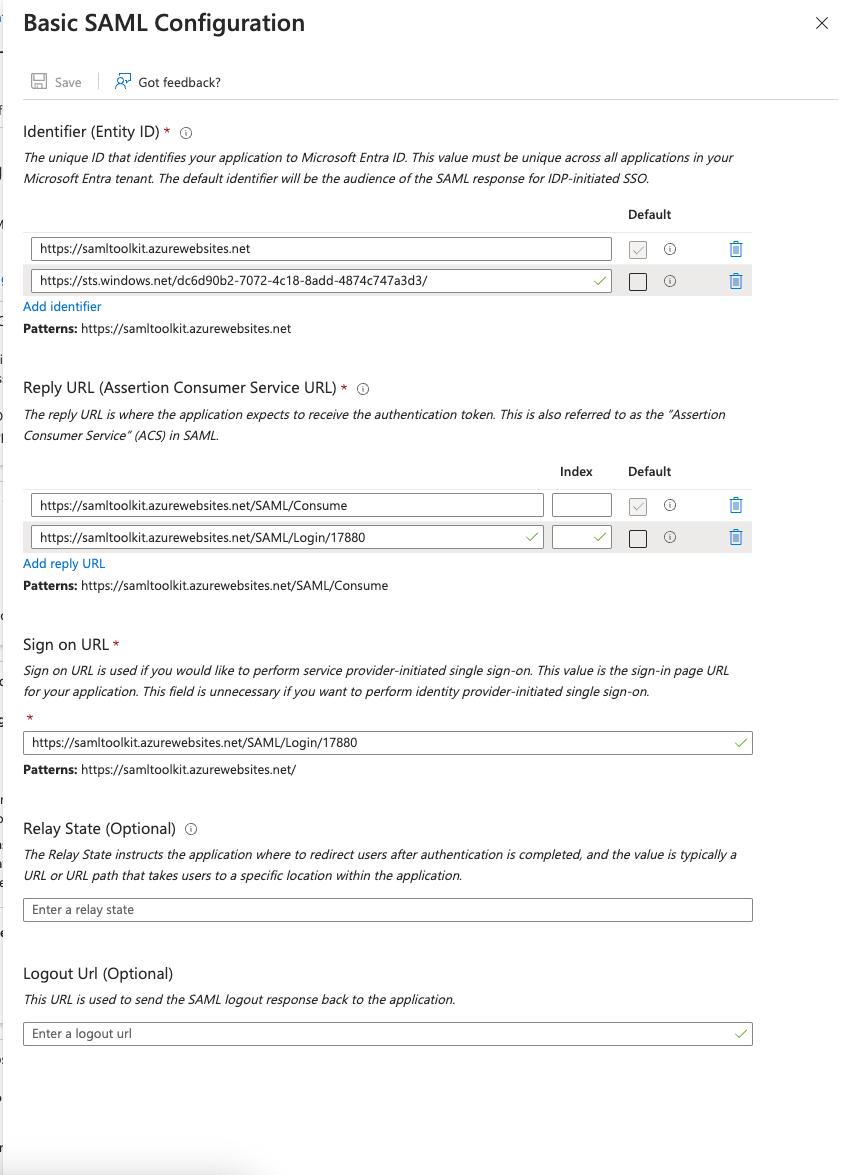 Basic SAML Configuration
Save
Got feedback?
Identifier (Entity ID) *
The unique ID that identifies your application to Microsoft Entra ID. This value must be unique across all applications in your
Microsoft Entra tenant. The default identifier will be the audience of the SAML response for IDP-initiated SSO.
Default
https://samltoolkit.azurewebsites.net
https://sts.windows.net/dc6d90b2-7072-4c18-8add-4874c747a3d3/
Add identifier
Patterns: https://samltoolkit.azurewebsites.net
Reply URL (Assertion Consumer Service URL) *
The reply URL is where the application expects to receive the authentication token. This is also referred to as the “Assertion
Consumer Service” (ACS) in SAML.
Index Default
https://samltoolkit.azurewebsites.net/SAML/Consume
https://samltoolkit.azurewebsites.net/SAML/Login/17880
Add reply URL
Patterns: https://samltoolkit.azurewebsites.net/SAML/Consume
Sign on URL *
Sign on URL is used if you would like to perform service provider-initiated single sign-on. This value is the sign-in page URL
for your application. This field is unnecessary if you want to perform identity provider-initiated single sign-on.
*
https://samltoolkit.azurewebsites.net/SAML/Login/17880
Patterns: https://samltoolkit.azurewebsites.net/
Relay State (Optional)
The Relay State instructs the application where to redirect users after authentication is completed, and the value is typically a
URL or URL path that takes users to a specific location within the application.
Enter a relay state
Logout Url (Optional)
This URL is used to send the SAML logout response back to the application.
Enter a logout url